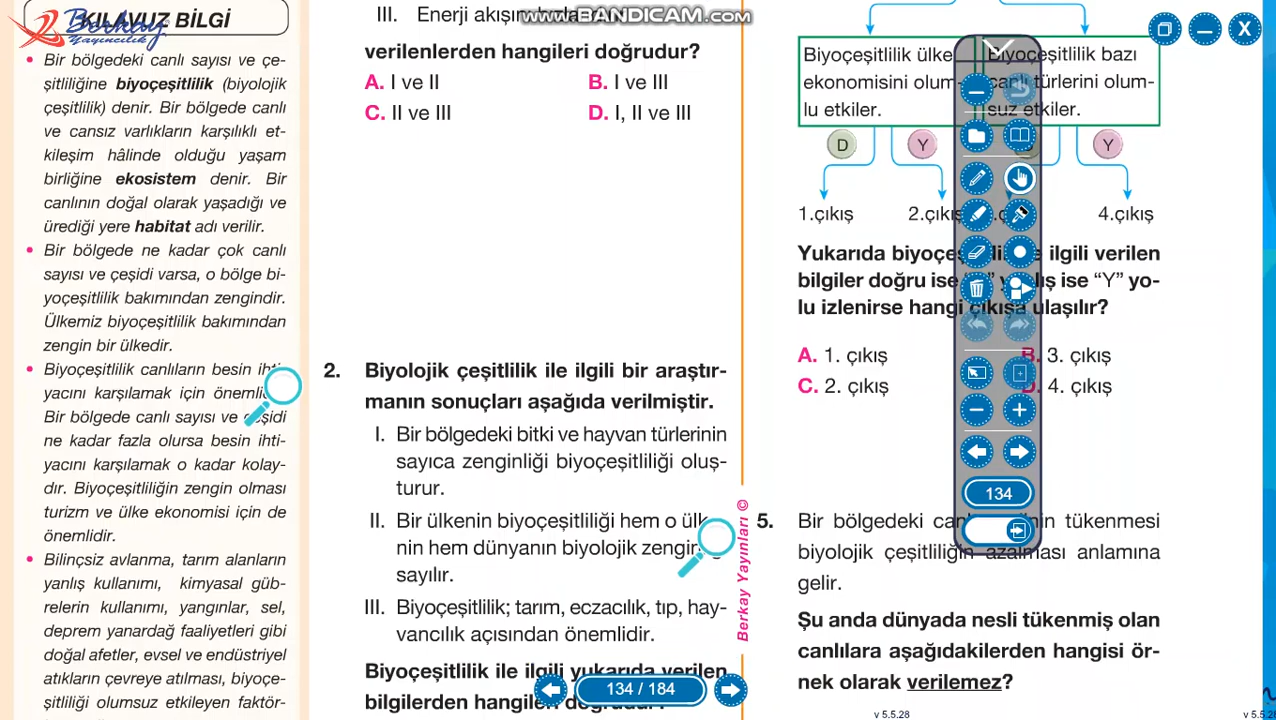 KILAVUZ BİLGİ
Berkay
Yayıncılık
• Bir bölgedeki canlı sayısı ve çe-
şitliliğine biyoçeşitlilik (biyolojik
çeşitlilik) denir. Bir bölgede canlı
ve cansız varlıkların karşılıklı et-
kileşim hâlinde olduğu yaşam
birliğine ekosistem denir. Bir
canlının doğal olarak yaşadığı ve
ürediği yere habitat adı verilir.
• Bir bölgede ne kadar çok canlı
sayısı ve çeşidi varsa, o bölge bi-
yoçeşitlilik bakımından zengindir.
Ülkemiz biyoçeşitlilik bakımından
zengin bir ülkedir.
• Biyoçeşitlilik canlıların besin
yacını karşılamak için
Bir bölgede canlı sayısı ve
ne kadar fazla olursa besin ihti-
yacını karşılamak o kadar kolay-
dır. Biyoçeşitliliğin zengin olması
turizm ve ülke ekonomisi için de
önemlidir.
• Bilinçsiz avlanma, tarım alanların
yanlış kullanımı, kimyasal güb-
relerin kullanımı, yangınlar, sel,
deprem yanardağ faaliyetleri gibi
doğal afetler, evsel ve endüstriyel
atıkların çevreye atılması, biyoçe-
şitliliği olumsuz etkileyen faktör-
WWW.BANDICAM.COM
III. Enerji
verilenlerden hangileri doğrudur?
A. I ve II B. I ve III
C. II ve III D. I, II ve III
2. Biyolojik çeşitlilik ile ilgili bir araştır-
manın sonuçları aşağıda verilmiştir.
I. Bir bölgedeki bitki ve hayvan türlerinin
sayıca zenginliği biyoçeşitliliği oluş-
turur.
II. Bir ülkenin biyoçeşitliliği hem o
nin hem dünyanın biyolojik
sayılır.
III. Biyoçeşitlilik; tarım, eczacılık, tıp, hay-
vancılık açısından önemlidir.
Biyoçeşitlilik ile ilgili yukarıda verilen
bilgilerden
134 / 184
Berkay Yayınları ©
Biyoçeşitlilik ülke
ekonomisini olum-
lu etkiler.
Biyoçeşitlilik bazı
canlı türlerini olum-
suz etkiler.
D Y Y
1.çıkış 2.çıkış 4.çıkış
Yukarıda ilgili verilen
bilgiler doğru ise ise “Y” yo-
lu izlenirse hangi çıkışa ulaşılır?
A. 1. çıkış B. 3. çıkış
C. 2. çıkış D. 4. çıkış
134
5. Bir bölgedeki tükenmesi
biyolojik çeşitliliğin azalması anlamına
gelir.
Şu anda dünyada nesli tükenmiş olan
canlılara aşağıdakilerden hangisi ör-
nek olarak verilemez?
v 5.5.28
v 5.5.28